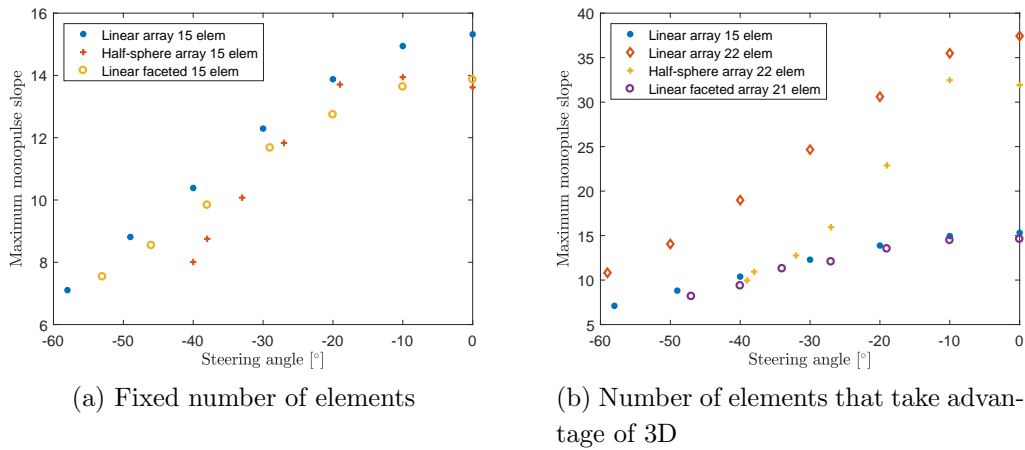 16
14
12
10
8
6
Maximum monopulse slope
Linear array 15 elem
Half-sphere array 15 elem
Linear faceted 15 elem
-60 -50 -40 -30 -20 -10 0
Steering angle [°]
(a) Fixed number of elements
40
35
30
25
20
15
10
5
Maximum monopulse slope
Linear array 15 elem
Linear array 22 elem
Half-sphere array 22 elem
Linear faceted array 21 elem
-60 -50 -40 -30 -20 -10 0
Steering angle [°]
(b) Number of elements that take advan-
tage of 3D